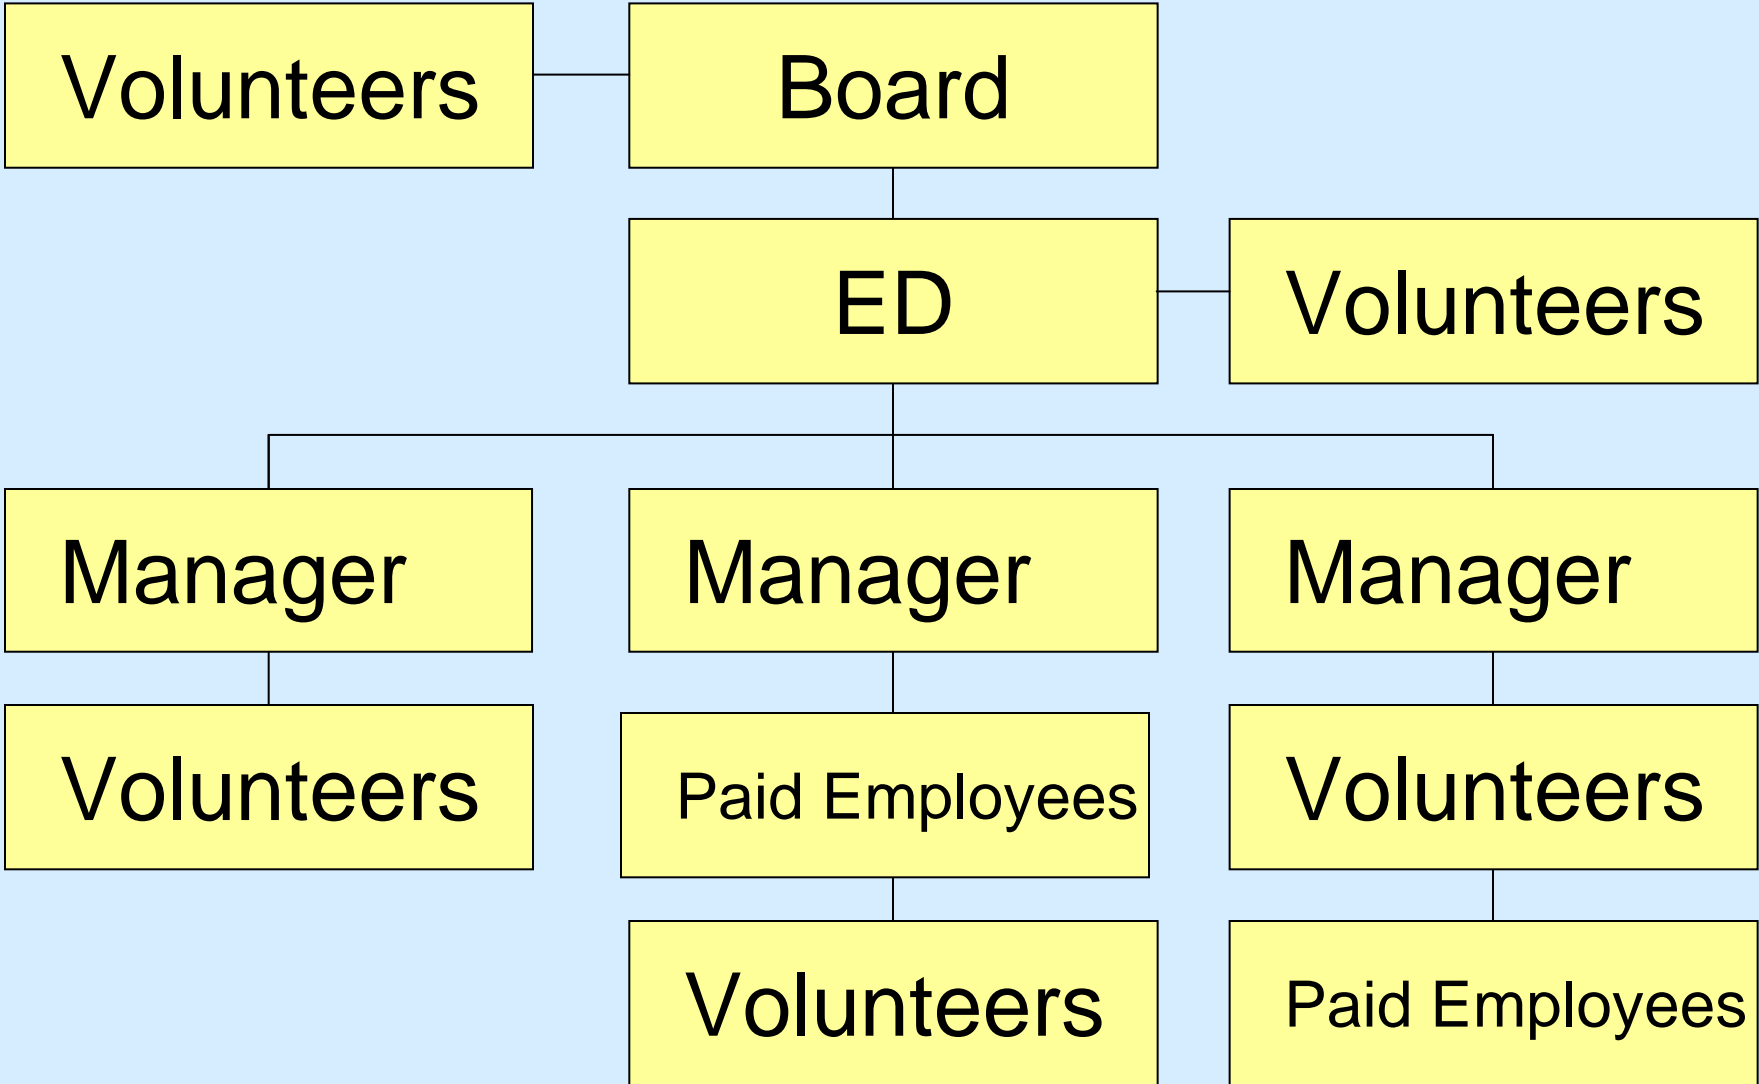 Volunteers
Board
ED
Volunteers
Manager
Manager
Manager
Volunteers
Paid Employees
Volunteers
Volunteers
Paid Employees